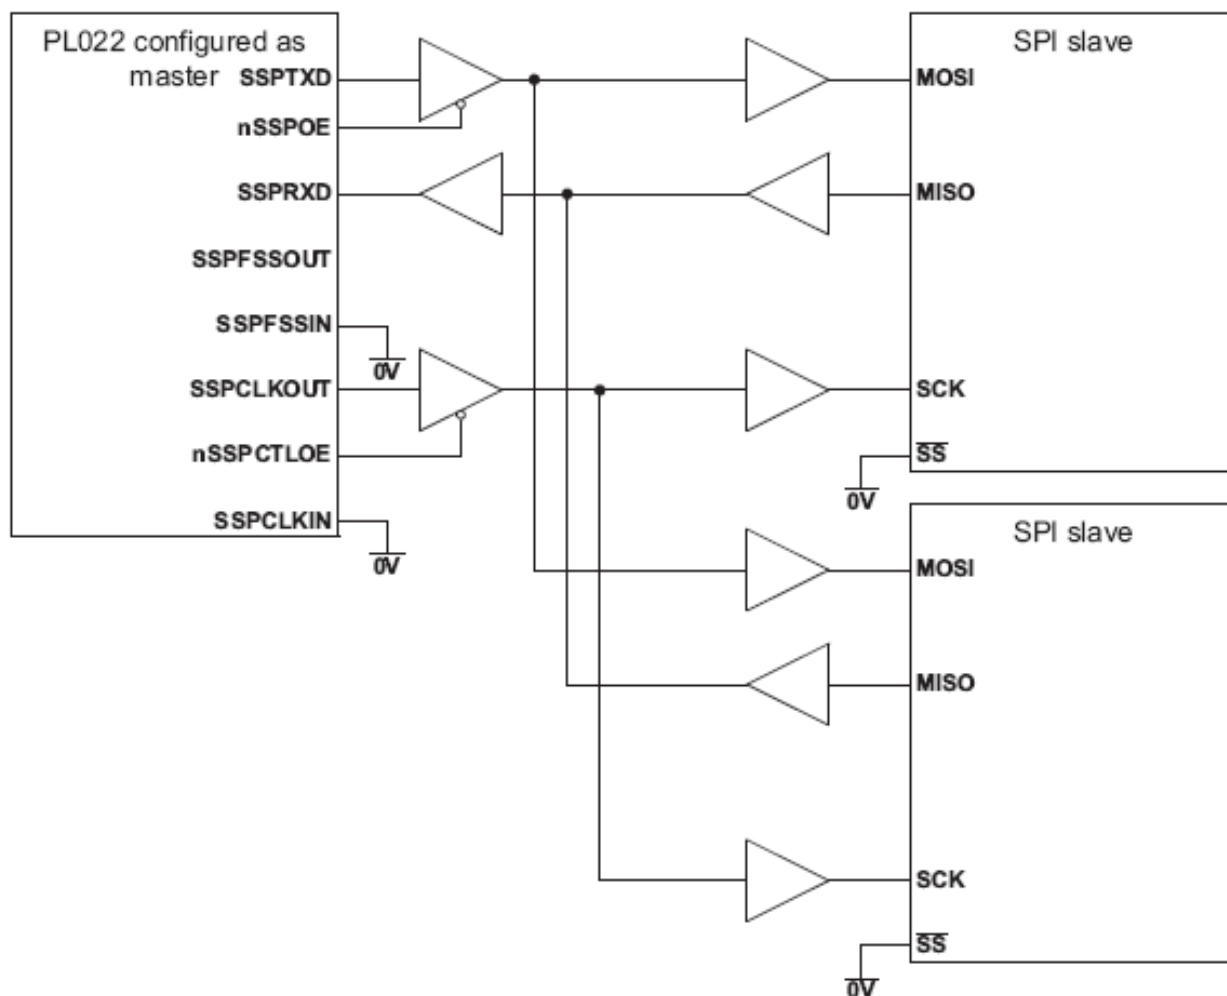 PL022 configured as
master
SSPTXD
nSSPOE
SSPRXD
SSPFSSOUT
SSPFSSIN
0V
SSPCLKOUT
nSSPCTLOE
SSPCLKIN
0V
SPI slave
MOSI
MISO
SCK
SS
0V
SPI slave
MOSI
MISO
SCK
SS
0V